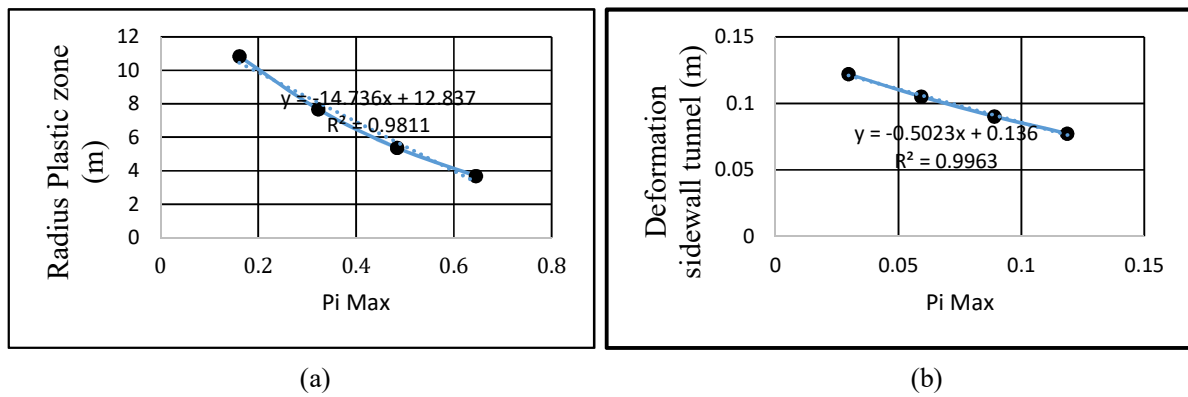 Radius Plastic zone
(m)
12
10
8
6
4
2
0
y = -14.736x + 12.837
R² = 0.9811
0 0.2 0.4 0.6 0.8
Pi Max
(a)
Deformation
sidewall tunnel (m)
0.15
0.1
0.05
0
y = -0.5023x + 0.136
R² = 0.9963
0 0.05 0.1 0.15
Pi Max
(b)